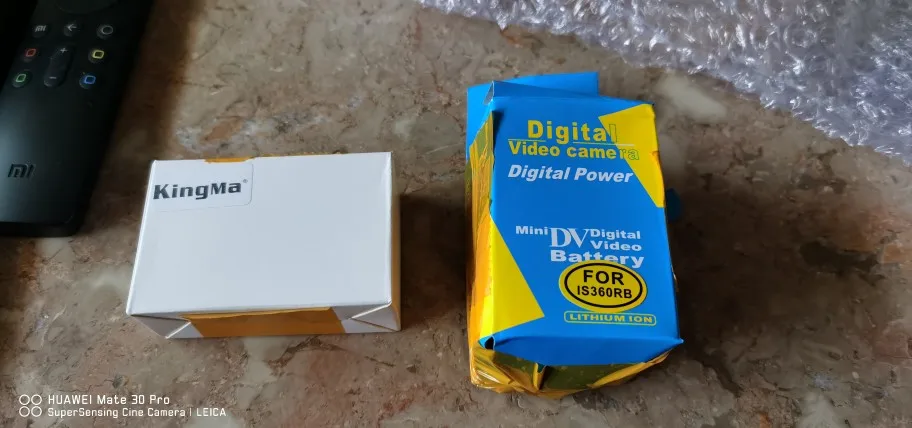 mi
mi
KingMa®
Digital
Video camera
Digital Power
Mini DV Digital
Video
Battery
FOR
IS360RB
LITHIUM ION
HUAWEI Mate 30 Pro
SuperSensing Cine Camera | LEICA